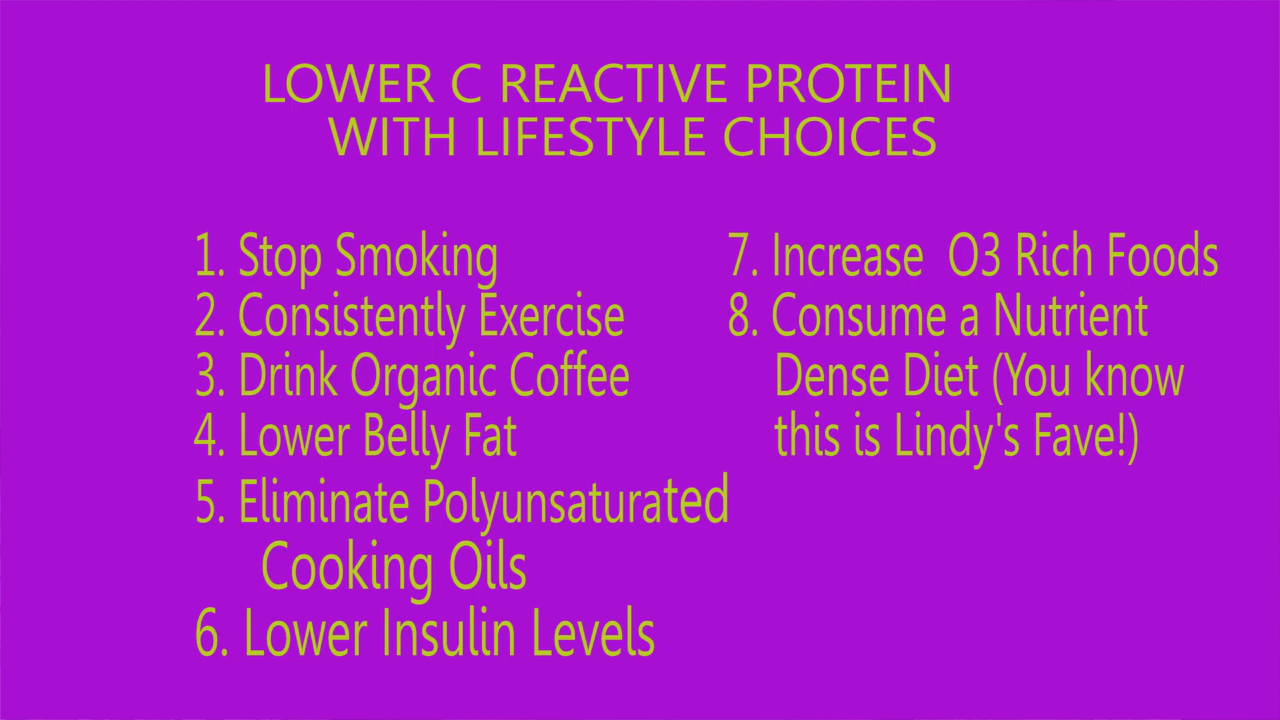 LOWER C REACTIVE PROTEIN
WITH LIFESTYLE CHOICES
1. Stop Smoking
2. Consistently Exercise
3. Drink Organic Coffee
4. Lower Belly Fat
5. Eliminate Polyunsaturated
Cooking Oils
6. Lower Insulin Levels
7. Increase O3 Rich Foods
8. Consume a Nutrient
Dense Diet (You know
this is Lindy's Fave!)